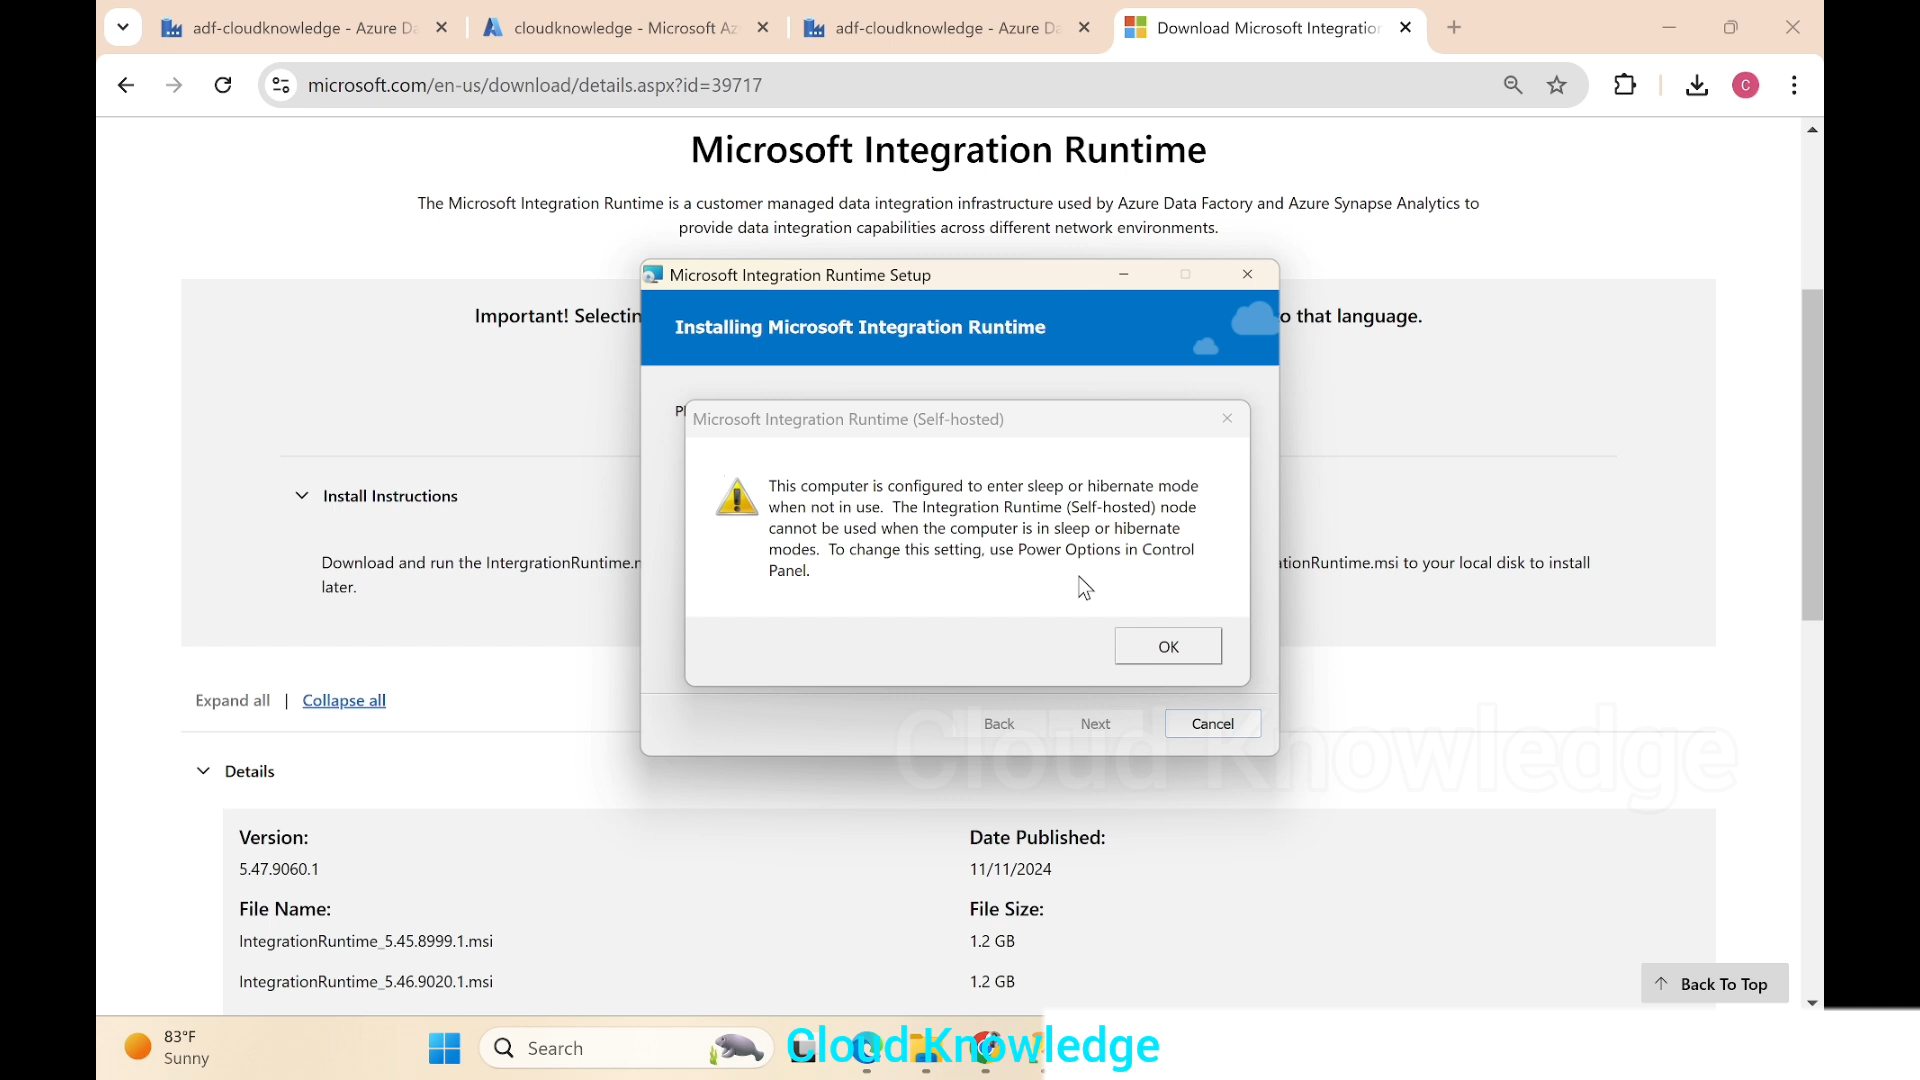 adf-cloudknowledge - Azure Da
cloudknowledge - Microsoft Az
adf-cloudknowledge - Azure Da
Download Microsoft Integration
microsoft.com/en-us/download/details.aspx?id=39717
C
Microsoft Integration Runtime
The Microsoft Integration Runtime is a customer managed data integration infrastructure used by Azure Data Factory and Azure Synapse Analytics to
provide data integration capabilities across different network environments.
Microsoft Integration Runtime Setup
Important! Selectin
o that language.
Installing Microsoft Integration Runtime
Pl
Microsoft Integration Runtime (Self-hosted)
This computer is configured to enter sleep or hibernate mode
when not in use. The Integration Runtime (Self-hosted) node
cannot be used when the computer is in sleep or hibernate
modes. To change this setting, use Power Options in Control
Panel.
OK
Back
Next
Cancel
Install Instructions
Download and run the IntergrationRuntime.m
ationRuntime.msi to your local disk to install
later.
Expand all | Collapse all
Cloud Knowledge
Details
Version:
5.47.9060.1
Date Published:
11/11/2024
File Name:
IntegrationRuntime_5.45.8999.1.msi
IntegrationRuntime_5.46.9020.1.msi
File Size:
1.2 GB
1.2 GB
Back To Top
83°F
Sunny
Search
Cloud Knowledge